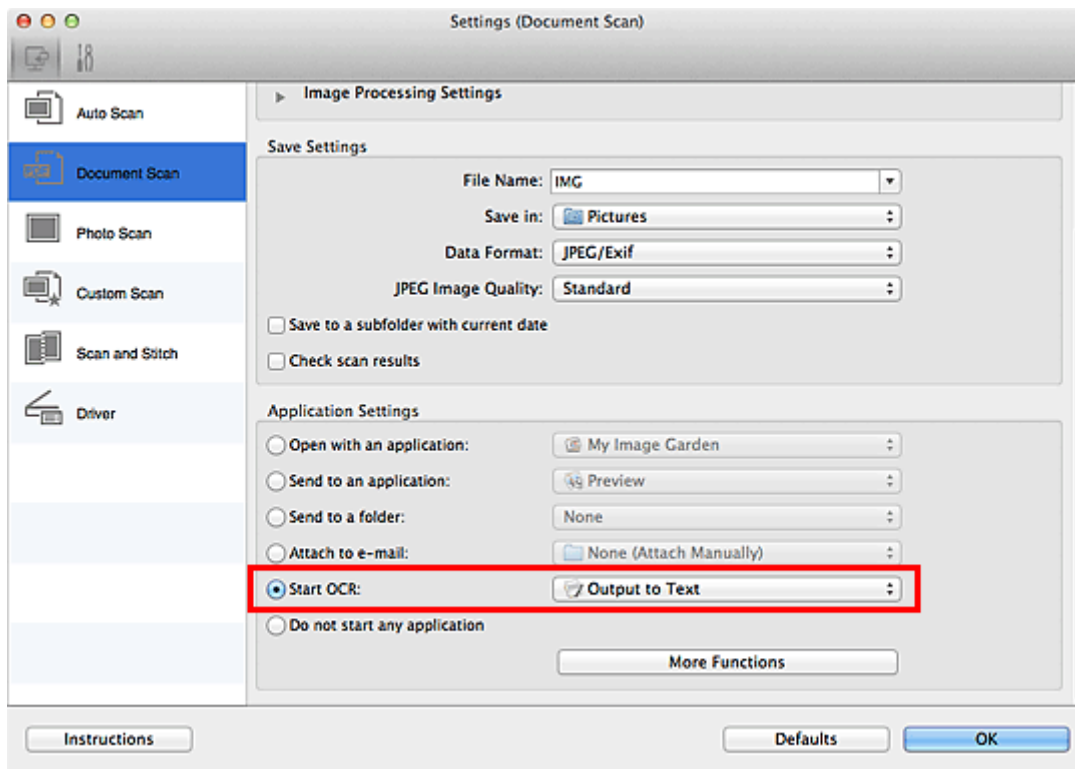 Settings (Document Scan)
Auto Scan
PDF
Document Scan
Photo Scan
Custom Scan
Scan and Stitch
Driver
Image Processing Settings
Save Settings
File Name: IMG
Save in: Pictures
Data Format: JPEG/Exif
JPEG Image Quality: Standard
Save to a subfolder with current date
Check scan results
Application Settings
Open with an application: My Image Garden
Send to an application: Preview
Send to a folder: None
Attach to e-mail: None (Attach Manually)
Start OCR: Output to Text
Do not start any application
More Functions
Instructions Defaults OK